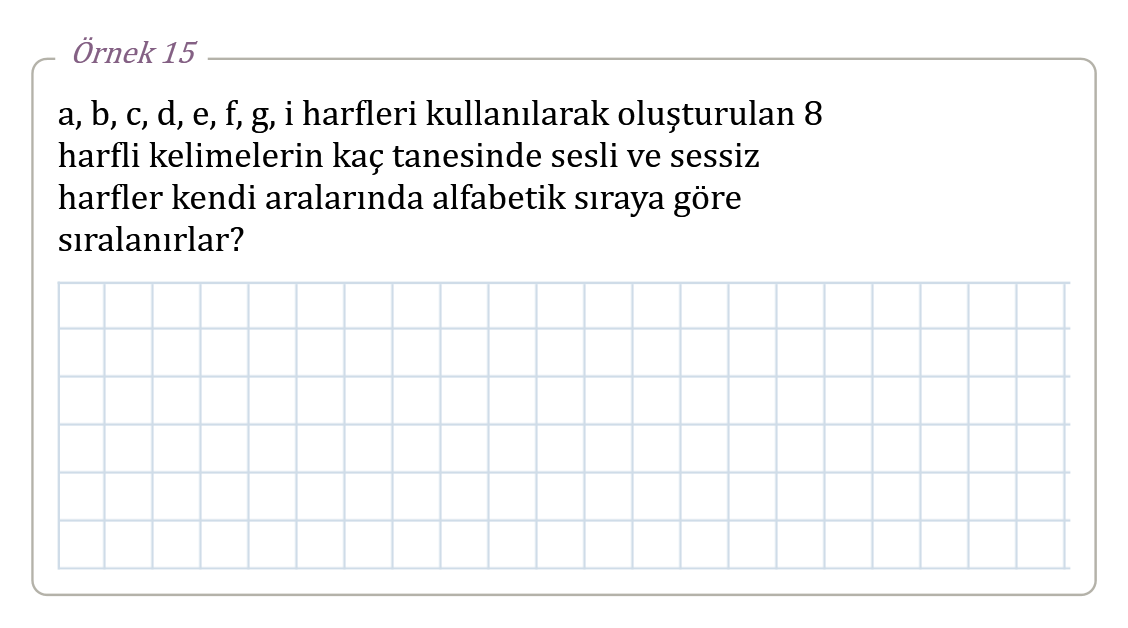 Örnek 15
a, b, c, d, e, f, g, i harfleri kullanılarak oluşturulan 8
harfli kelimelerin kaç tanesinde sesli ve sessiz
harfler kendi aralarında alfabetik sıraya göre
sıralanırlar?